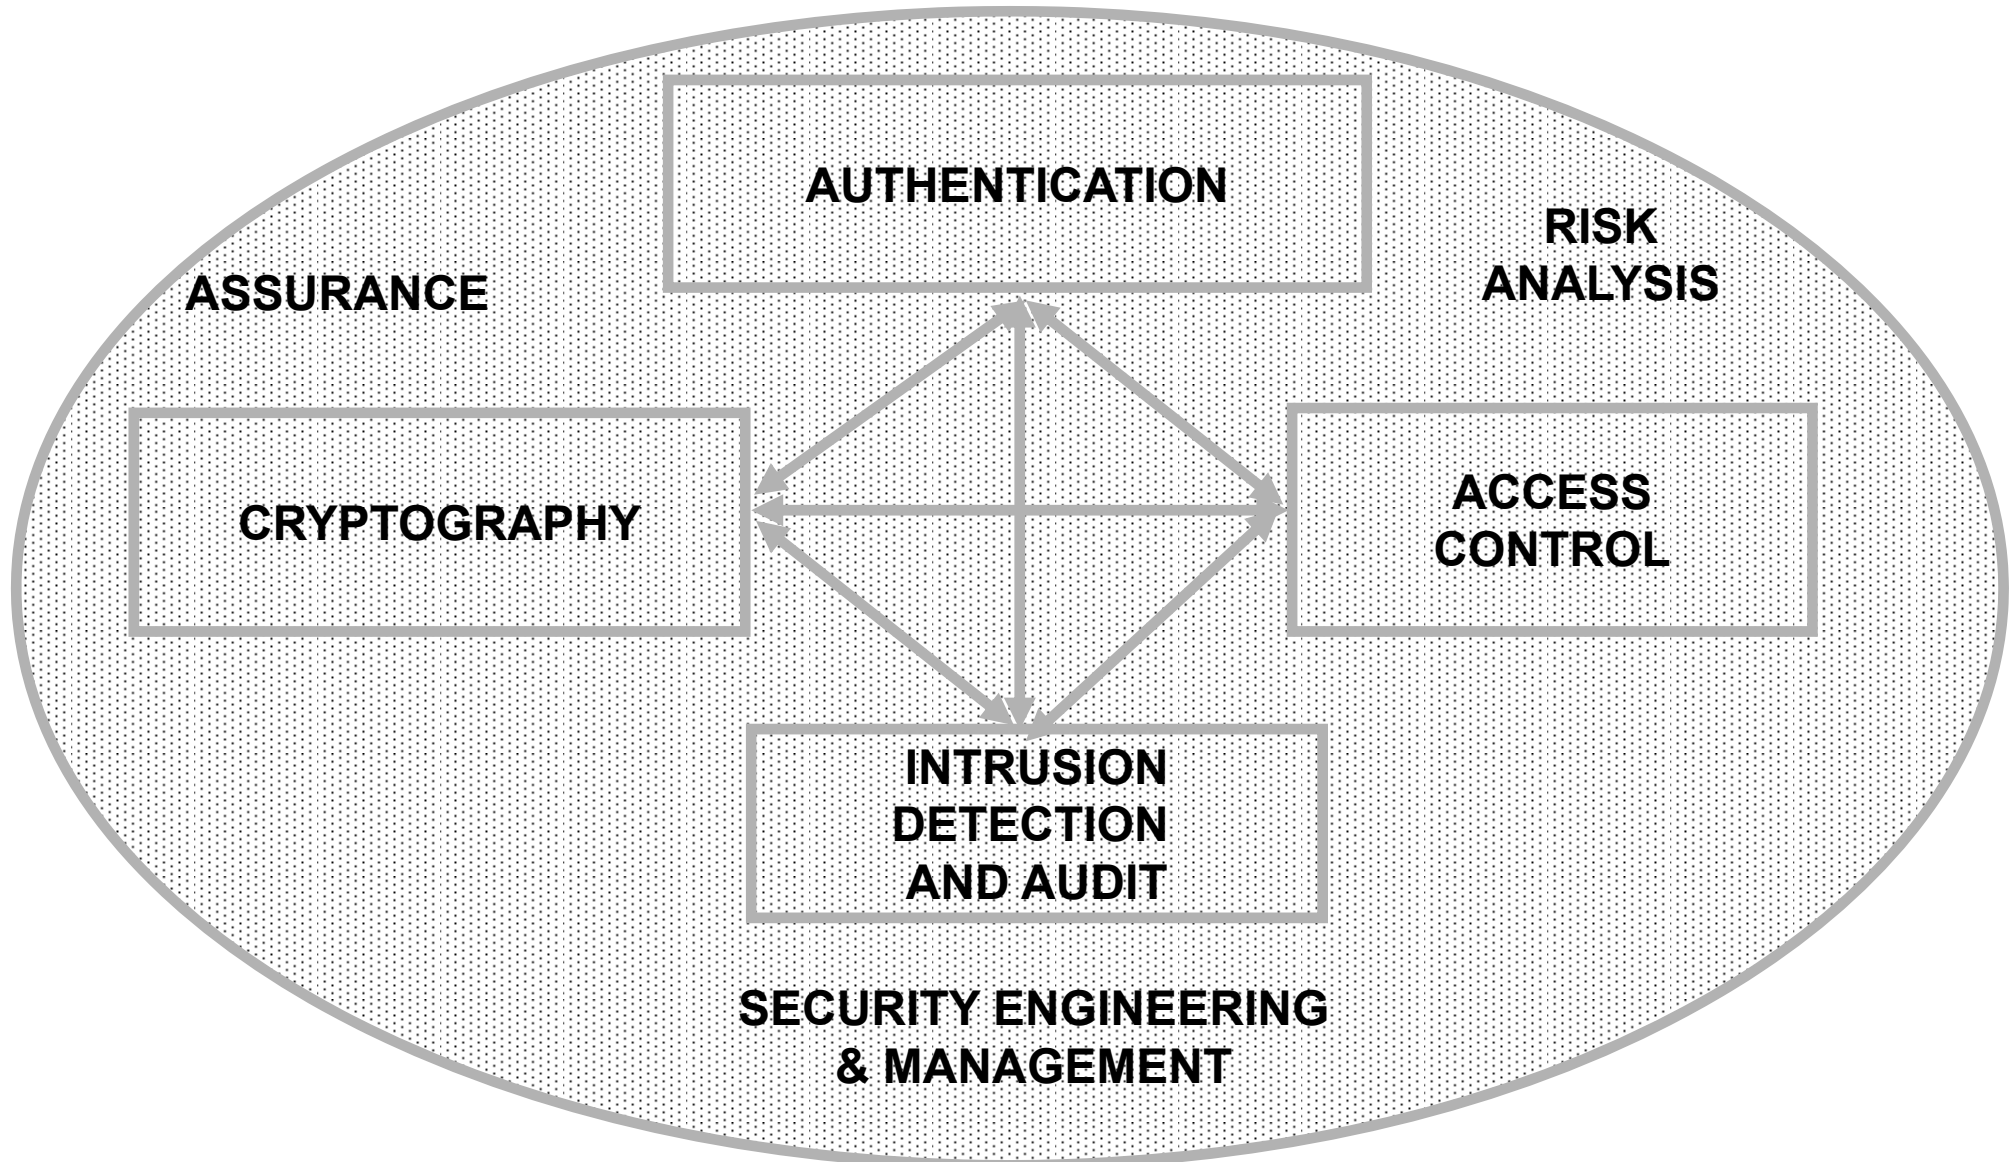 AUTHENTICATION
RISK
ANALYSIS
ASSURANCE
CRYPTOGRAPHY
ACCESS
CONTROL
INTRUSION
DETECTION
AND AUDIT
SECURITY ENGINEERING
& MANAGEMENT